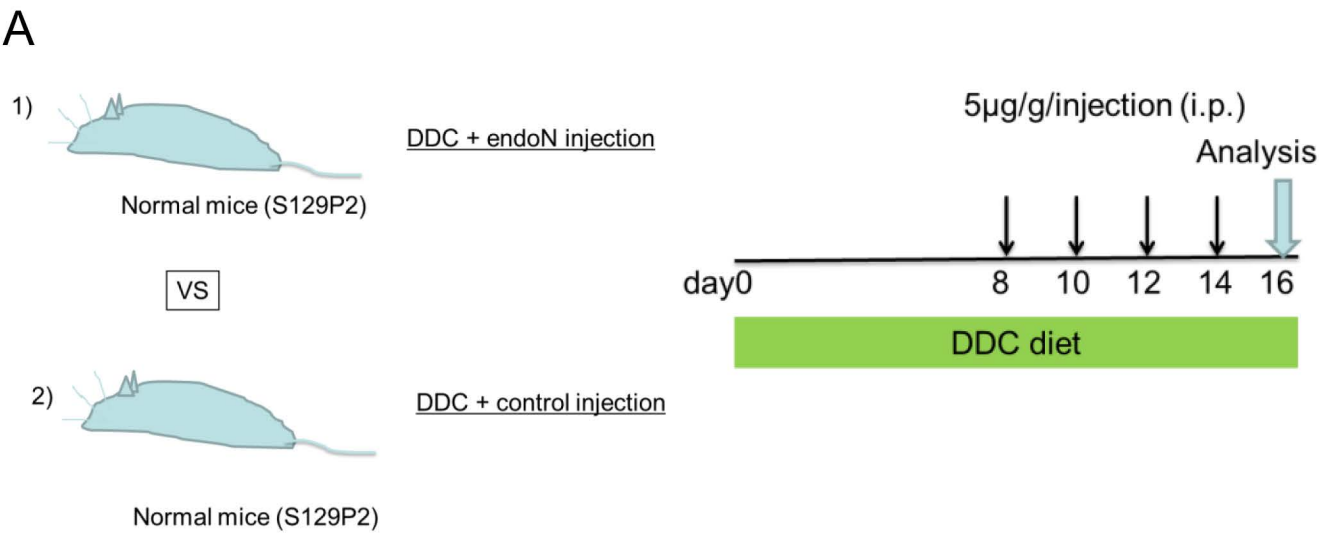 A
1)
DDC + endoN injection
Normal mice (S129P2)
VS
2)
DDC + control injection
Normal mice (S129P2)
5µg/g/injection (i.p.)
Analysis
day0 8 10 12 14 16
DDC diet